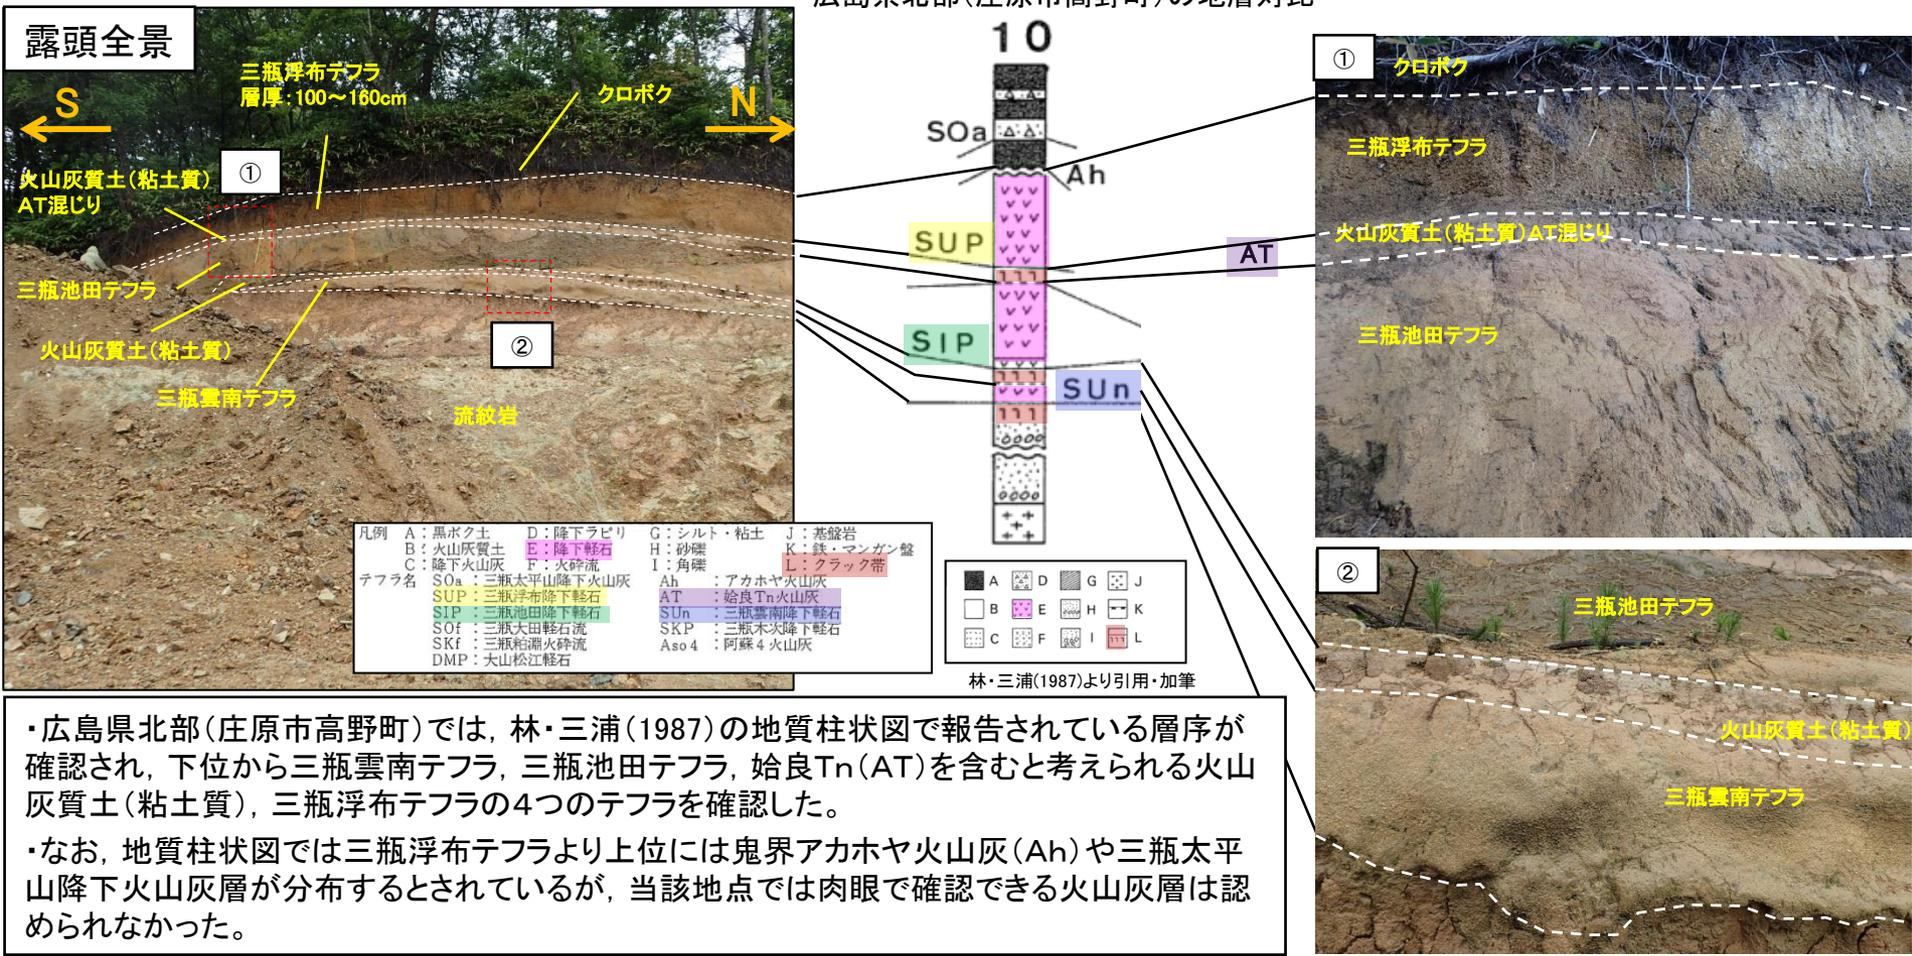 広島県北部(庄原市高野町)の地層対比
露頭全景
三瓶浮布テフラ
層厚:100～160cm
クロボク
S
N
①
火山灰質土(粘土質)
AT混じり
三瓶池田テフラ
火山灰質土(粘土質)
②
三瓶雲南テフラ
流紋岩
凡例 A:黒ボク土 D:降下ラピリ G:シルト・粘土 J:基盤岩
B:火山灰質土 E:降下軽石 H:砂礫 K:鉄・マンガン盤
C:降下火山灰 F:火砕流 I:角礫 L:クラック帯
テフラ名 SOa:三瓶太平山降下火山灰 Ah:アカホヤ火山灰
SUP:三瓶浮布降下軽石 AT:姶良Tn火山灰
SIP:三瓶池田降下軽石 SUn:三瓶雲南降下軽石
SOf:三瓶大田軽石流 SKP:三瓶木次降下軽石
SKf:三瓶粕淵火砕流 Aso4:阿蘇4火山灰
DMP:大山松江軽石
10
SOa
Ah
SUP
AT
SIP
SUn
A D G J
B E H K
C F I L
林・三浦(1987)より引用・加筆
①
クロボク
三瓶浮布テフラ
火山灰質土(粘土質)AT混じり
三瓶池田テフラ
②
三瓶池田テフラ
火山灰質土(粘土質)
三瓶雲南テフラ
・広島県北部(庄原市高野町)では,林・三浦(1987)の地質柱状図で報告されている層序が
確認され,下位から三瓶雲南テフラ,三瓶池田テフラ,姶良Tn(AT)を含むと考えられる火山
灰質土(粘土質),三瓶浮布テフラの4つのテフラを確認した。
・なお,地質柱状図では三瓶浮布テフラより上位には鬼界アカホヤ火山灰(Ah)や三瓶太平
山降下火山灰層が分布するとされているが,当該地点では肉眼で確認できる火山灰層は認
められなかった。